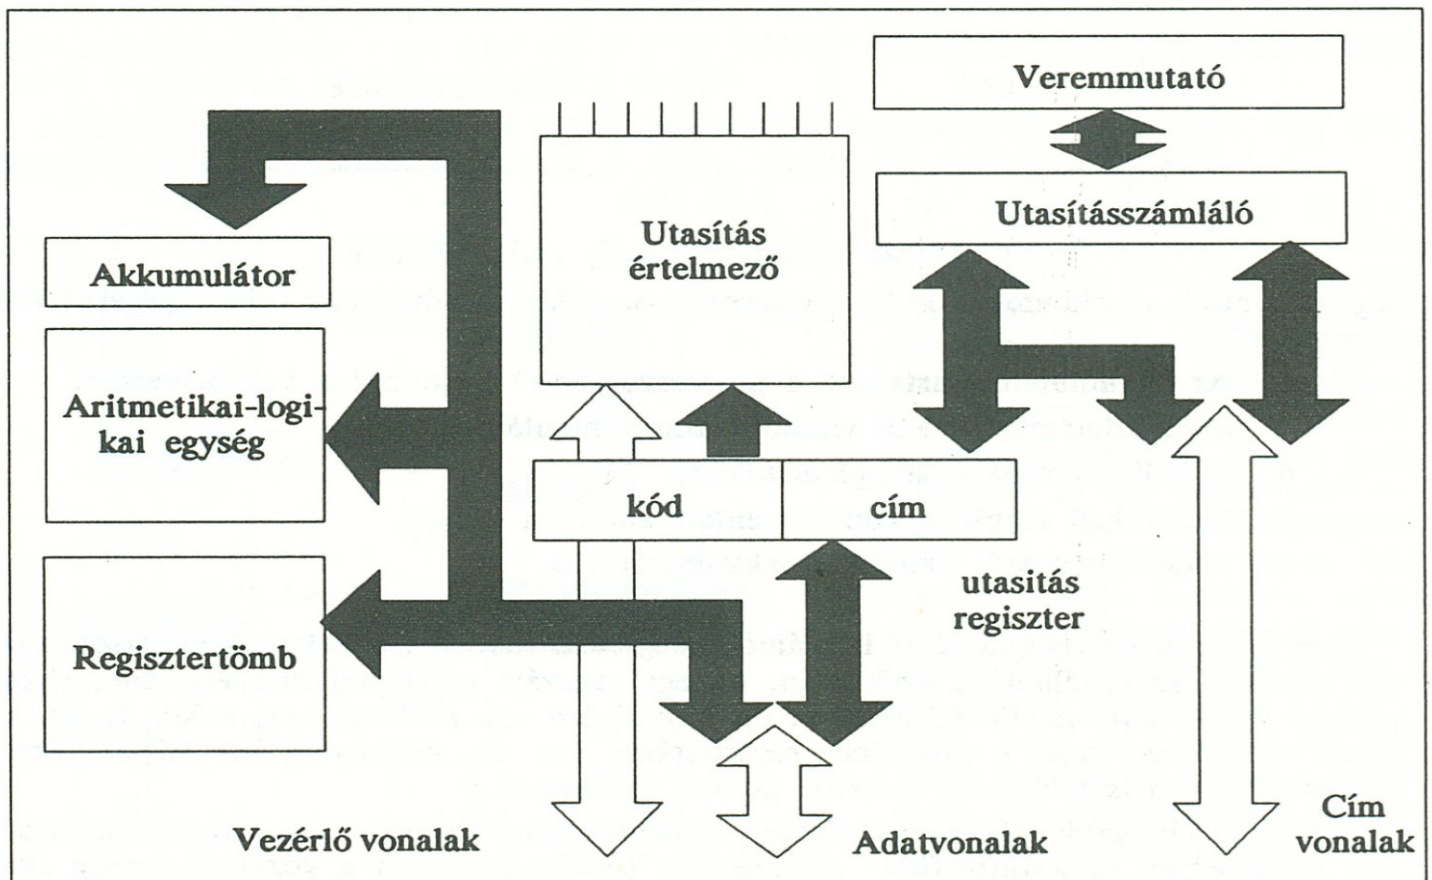 Veremmutató
Utasításszámláló
Utasítás
értelmező
Akkumulátor
Aritmetikai-logi-
kai egység
kód
cím
utasitás
regiszter
Regisztertömb
Vezérlő vonalak
Adatvonalak
Cím
vonalak